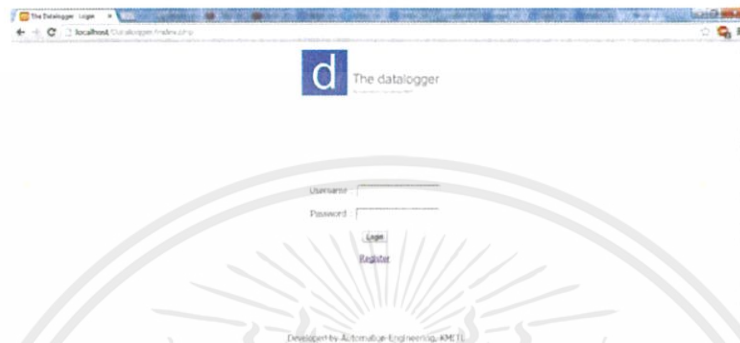 The Datalogger Login
localhost/Datalogger/index.php
d
The datalogger
Username :
Password :
Login
Register
Developed by Automation Engineering, KMITL